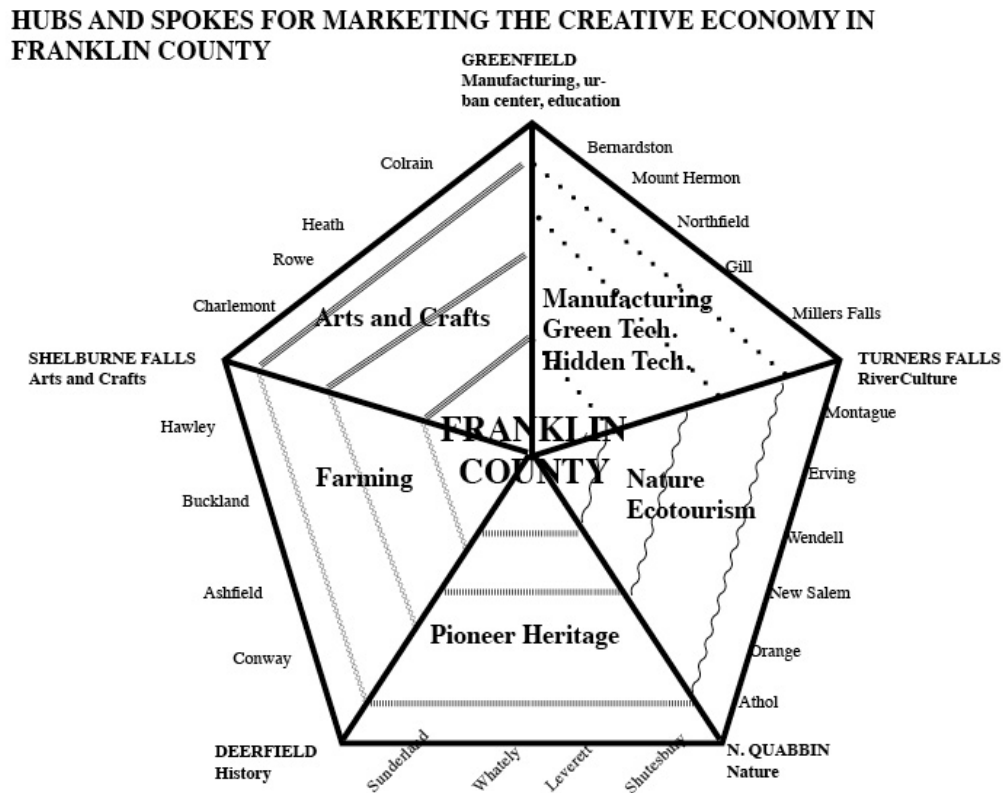 HUBS AND SPOKES FOR MARKETING THE CREATIVE ECONOMY IN
FRANKLIN COUNTY
GREENFIELD
Manufacturing, ur-
ban center, education
Colrain
Heath
Rowe
Charlemont
Bernardston
Mount Hermon
Northfield
Gill
Millers Falls
Arts and Crafts
Manufacturing
Green Tech.
Hidden Tech.
SHELBURNE FALLS
Arts and Crafts
TURNERS FALLS
RiverCulture
FRANKLIN
COUNTY
Hawley
Buckland
Ashfield
Conway
Farming
Nature
Ecotourism
Montague
Erving
Wendell
New Salem
Orange
Athol
Pioneer Heritage
DEERFIELD
History
Sunderland
Whately
Leverett
Shutesbury
N. QUABBIN
Nature